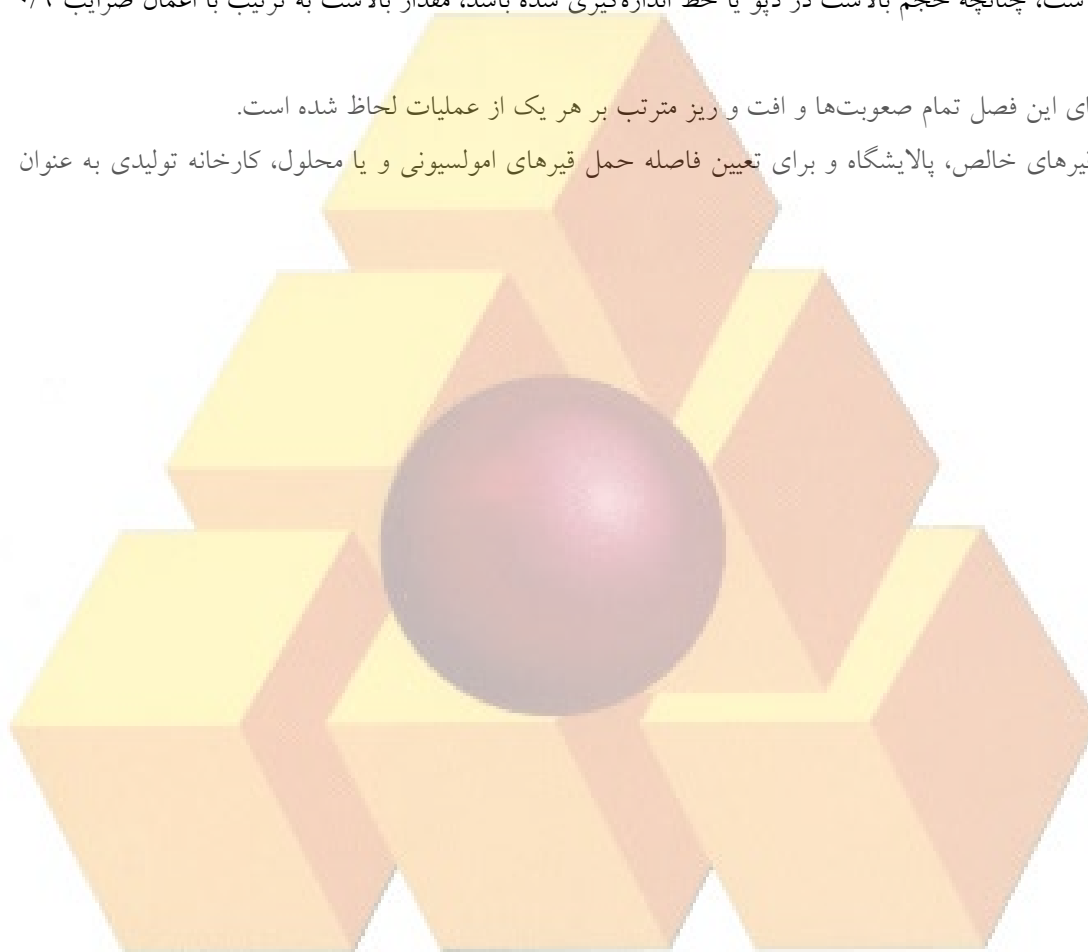 ست، چنانچه حجم بالاست در دپو یا خط اندازه‌گیری شده باشد، مقدار بالاست به ترتیب با اعمال ضرایب
ای این فصل تمام صعوبت‌ها و افت و ریز مترتب بر هر یک از عملیات لحاظ شده است.
قیرهای خالص، پالایشگاه و برای تعیین فاصله حمل قیرهای امولسیونی و یا محلول، کارخانه تولیدی به عنوان